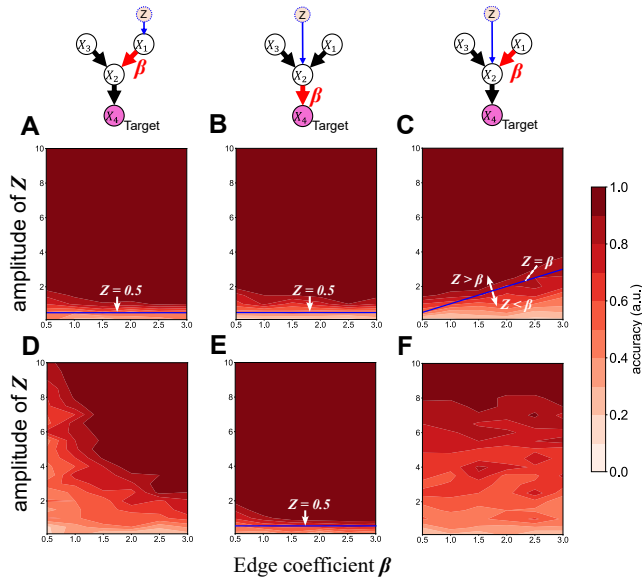 Z Z Z
X₃ X₁ X₃ X₁ X₃ X₁
X₂ β X₂ X₂ β
β
X₄ Target X₄ Target X₄ Target
A B C
amplitude of Z
10
8
6
4
2
Z = 0.5
0.5 1.0 1.5 2.0 2.5 3.0
10
8
6
4
2
Z = 0.5
0.5 1.0 1.5 2.0 2.5 3.0
10
8
6
4
2
Z > β
Z = β
Z < β
0.5 1.0 1.5 2.0 2.5 3.0
D E F
amplitude of Z
10
8
6
4
2
0.5 1.0 1.5 2.0 2.5 3.0
10
8
6
4
2
Z = 0.5
0.5 1.0 1.5 2.0 2.5 3.0
10
8
6
4
2
0.5 1.0 1.5 2.0 2.5 3.0
Edge coefficient β
1.0
0.8
0.6
0.4
0.2
0.0
accuracy (a.u.)